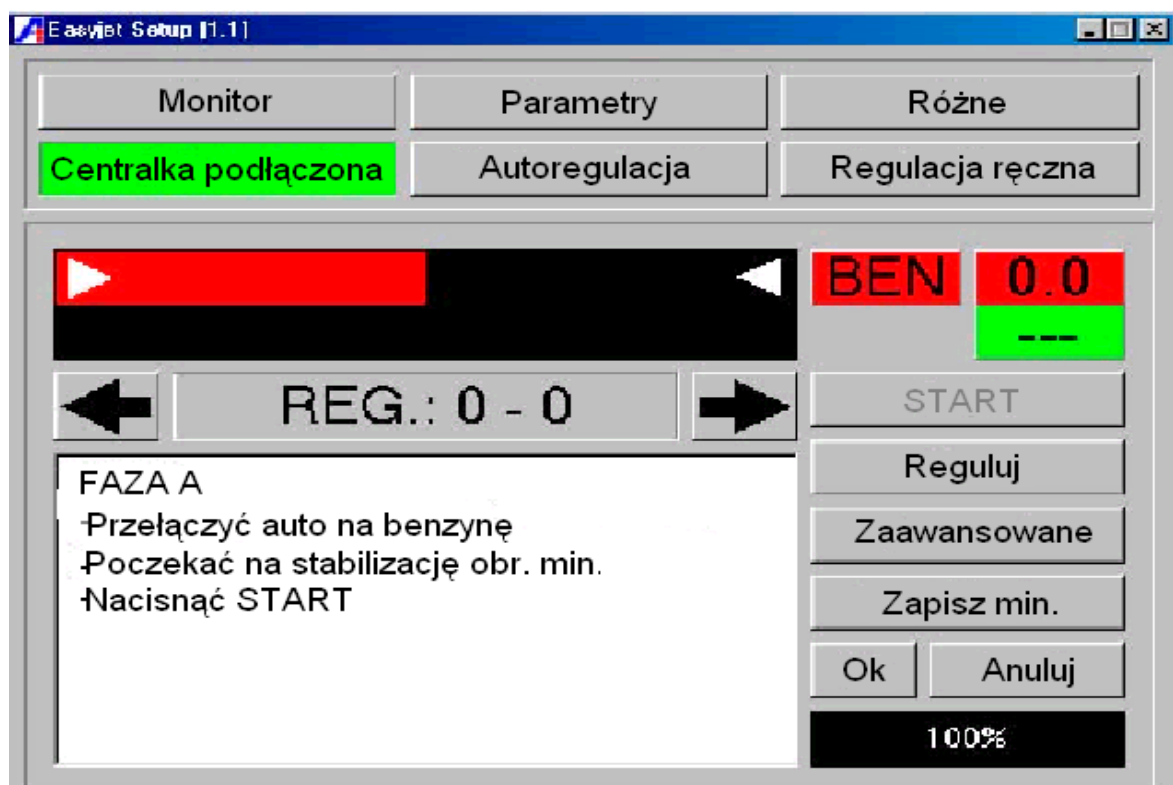 Easyjet Setup [1.1]
Monitor
Parametry
Różne
Centralka podłączona
Autoregulacja
Regulacja ręczna
BEN
0.0
---
REG.: 0 - 0
START
Reguluj
Zaawansowane
Zapisz min.
Ok
Anuluj
100%
FAZA A
-Przełączyć auto na benzynę
-Poczekać na stabilizację obr. min.
-Nacisnąć START